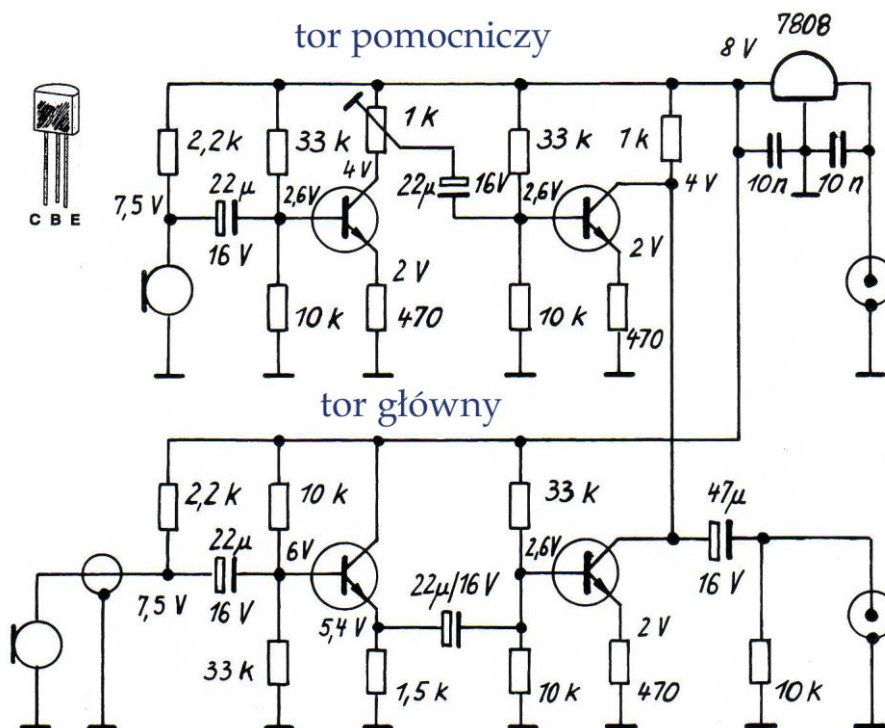 7808
tor pomocniczy
8 V
1 k
2,2 k
33 k
33 k
1 k
4 V
22 µ
2,6 V
22 µ
16 V
2,6 V
4 V
10 n
10 n
7,5 V
16 V
C B E
2 V
2 V
10 k
470
10 k
470
tor główny
2,2 k
10 k
33 k
47 µ
22 µ
6 V
2,6 V
22 µ/16 V
16 V
7,5 V
16 V
5,4 V
2 V
33 k
1,5 k
10 k
470
10 k